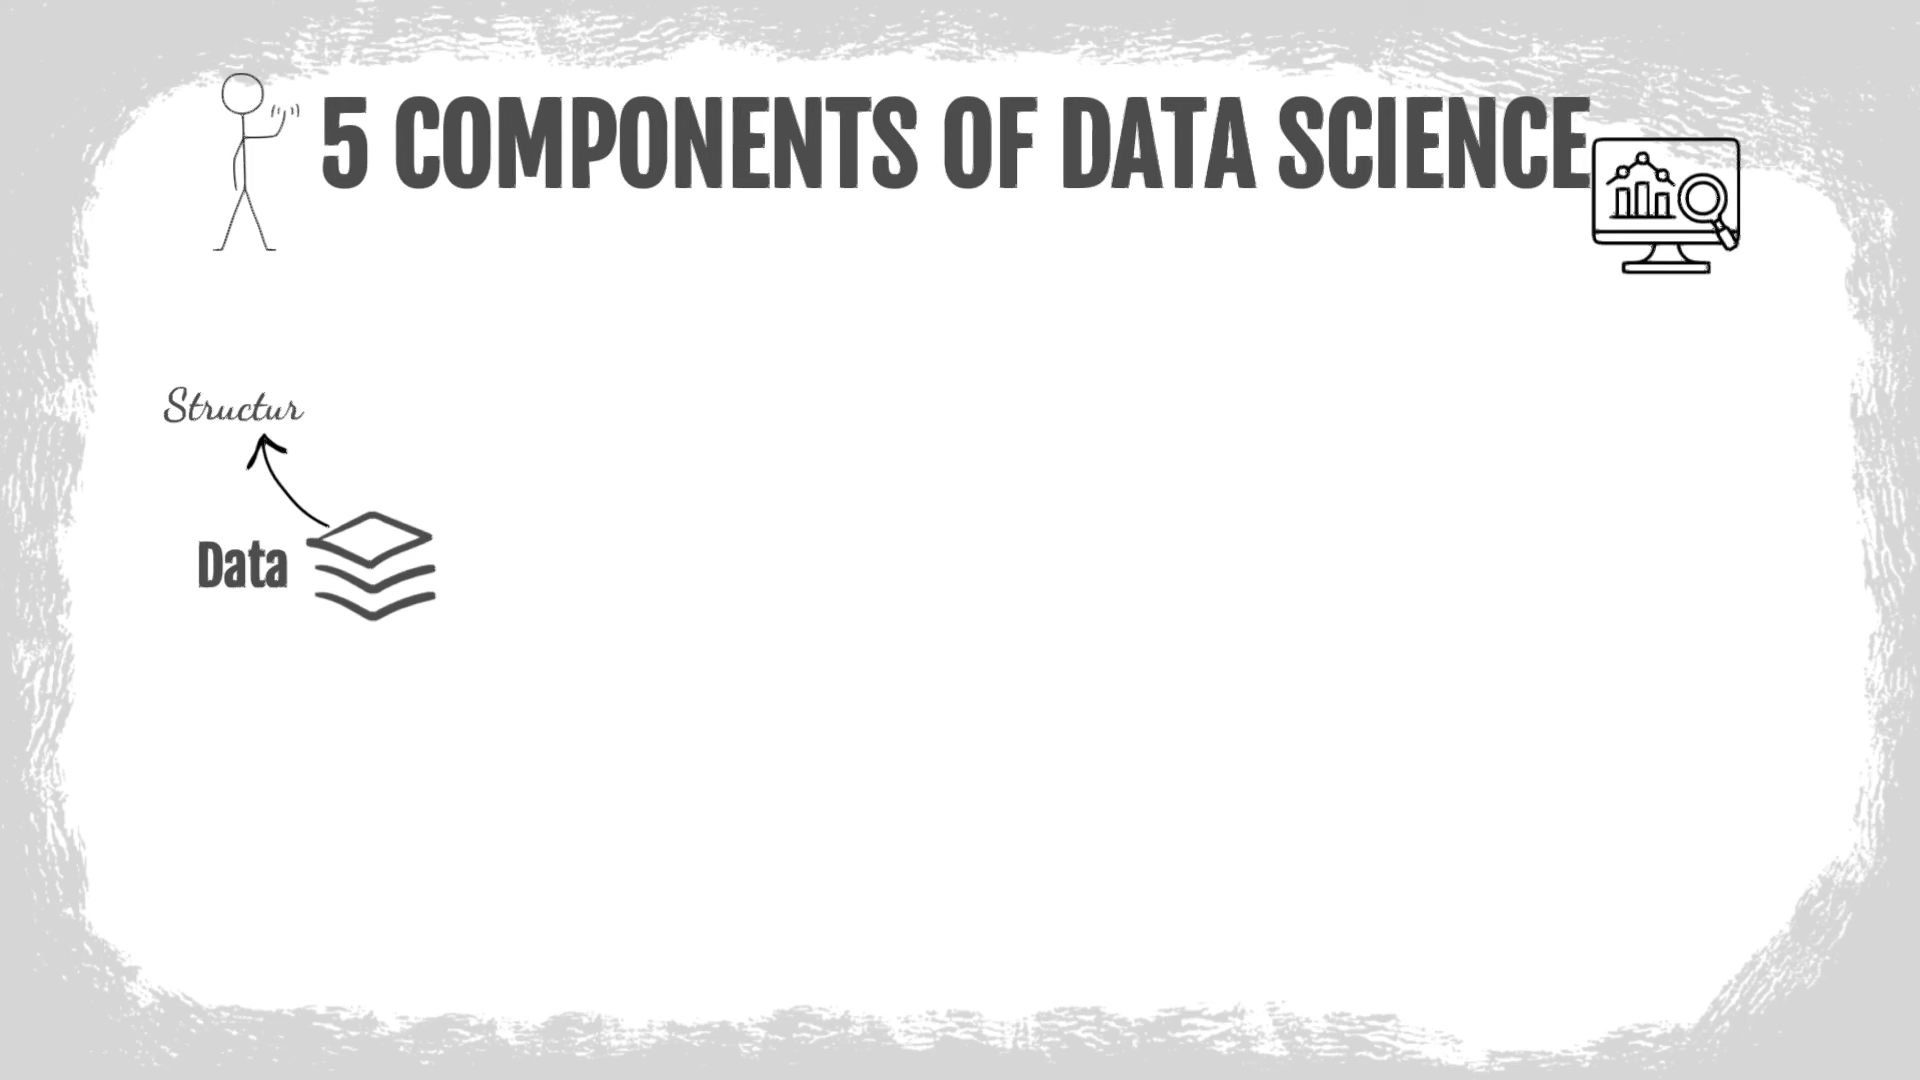 5 COMPONENTS OF DATA SCIENCE
Structur
Data